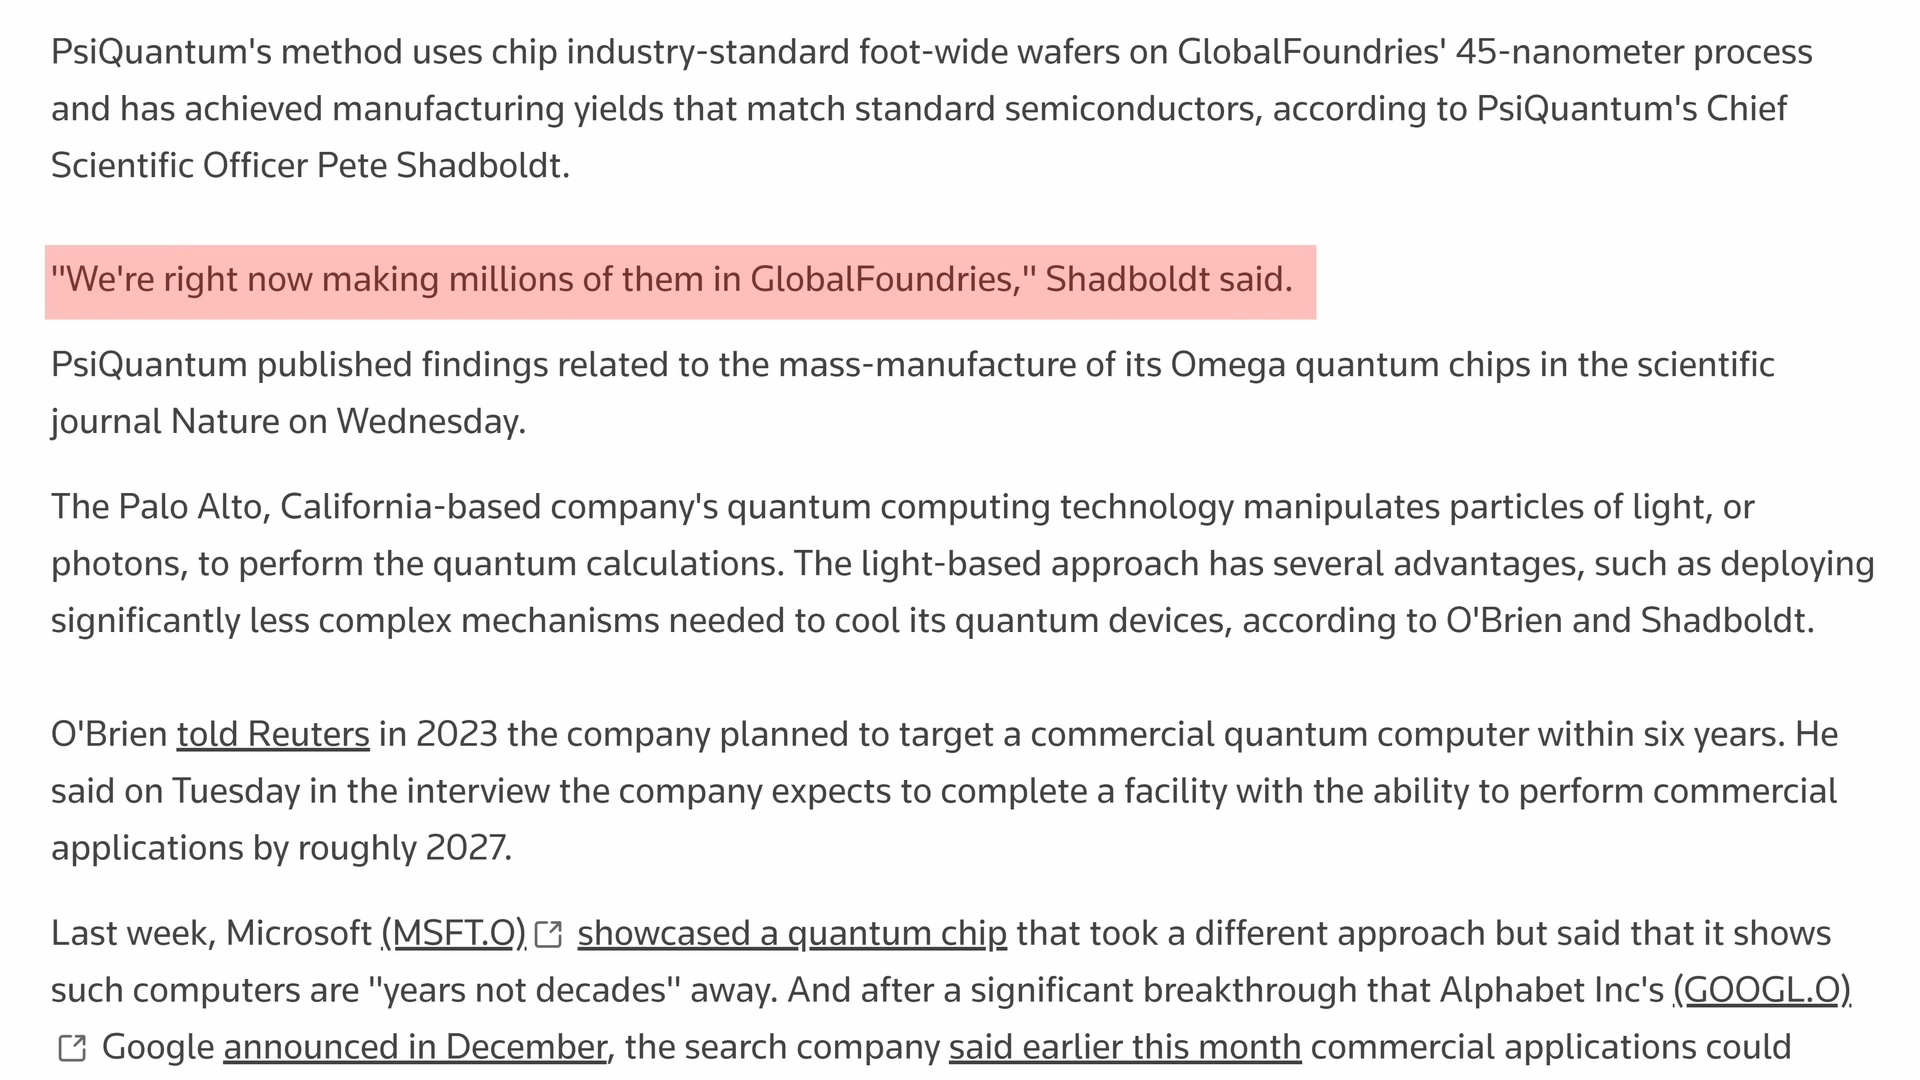 PsiQuantum's method uses chip industry-standard foot-wide wafers on GlobalFoundries' 45-nanometer process
and has achieved manufacturing yields that match standard semiconductors, according to PsiQuantum's Chief
Scientific Officer Pete Shadboldt.
"We're right now making millions of them in GlobalFoundries," Shadboldt said.
PsiQuantum published findings related to the mass-manufacture of its Omega quantum chips in the scientific
journal Nature on Wednesday.
The Palo Alto, California-based company's quantum computing technology manipulates particles of light, or
photons, to perform the quantum calculations. The light-based approach has several advantages, such as deploying
significantly less complex mechanisms needed to cool its quantum devices, according to O'Brien and Shadboldt.
O'Brien told Reuters in 2023 the company planned to target a commercial quantum computer within six years. He
said on Tuesday in the interview the company expects to complete a facility with the ability to perform commercial
applications by roughly 2027.
Last week, Microsoft (MSFT.O) showcased a quantum chip that took a different approach but said that it shows
such computers are "years not decades" away. And after a significant breakthrough that Alphabet Inc's (GOOGL.O)
Google announced in December, the search company said earlier this month commercial applications could